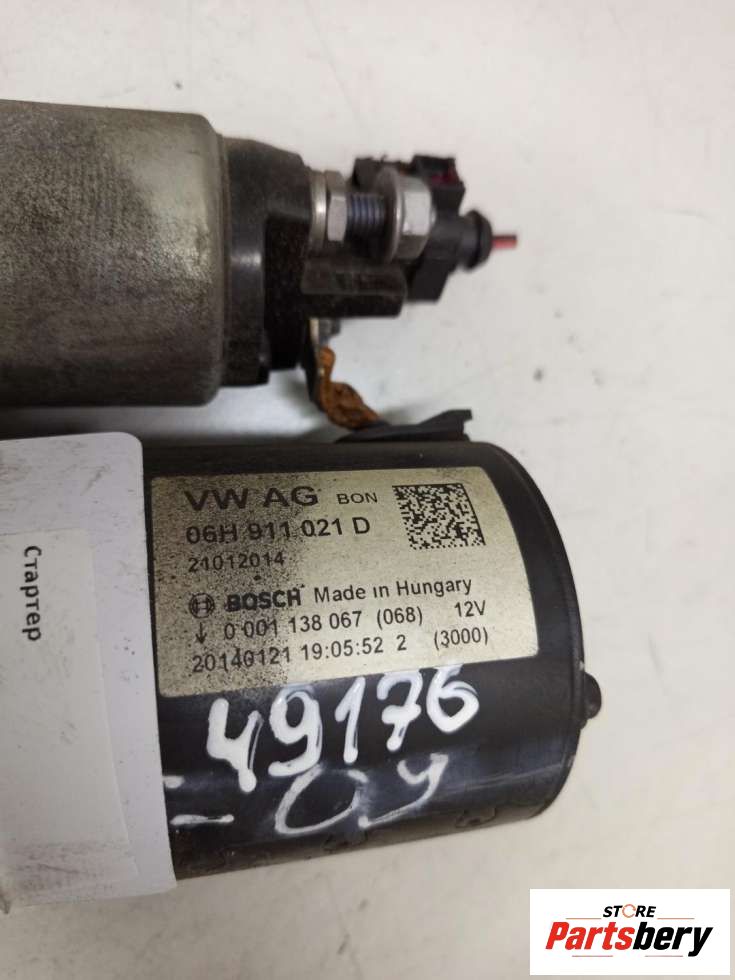 VW AG BON
06H 911 021 D
21012014
BOSCH Made in Hungary
0 001 138 067 (068) 12V
20140121 19:05:52 2 (3000)
Стартер
49176
STORE
Partsbery